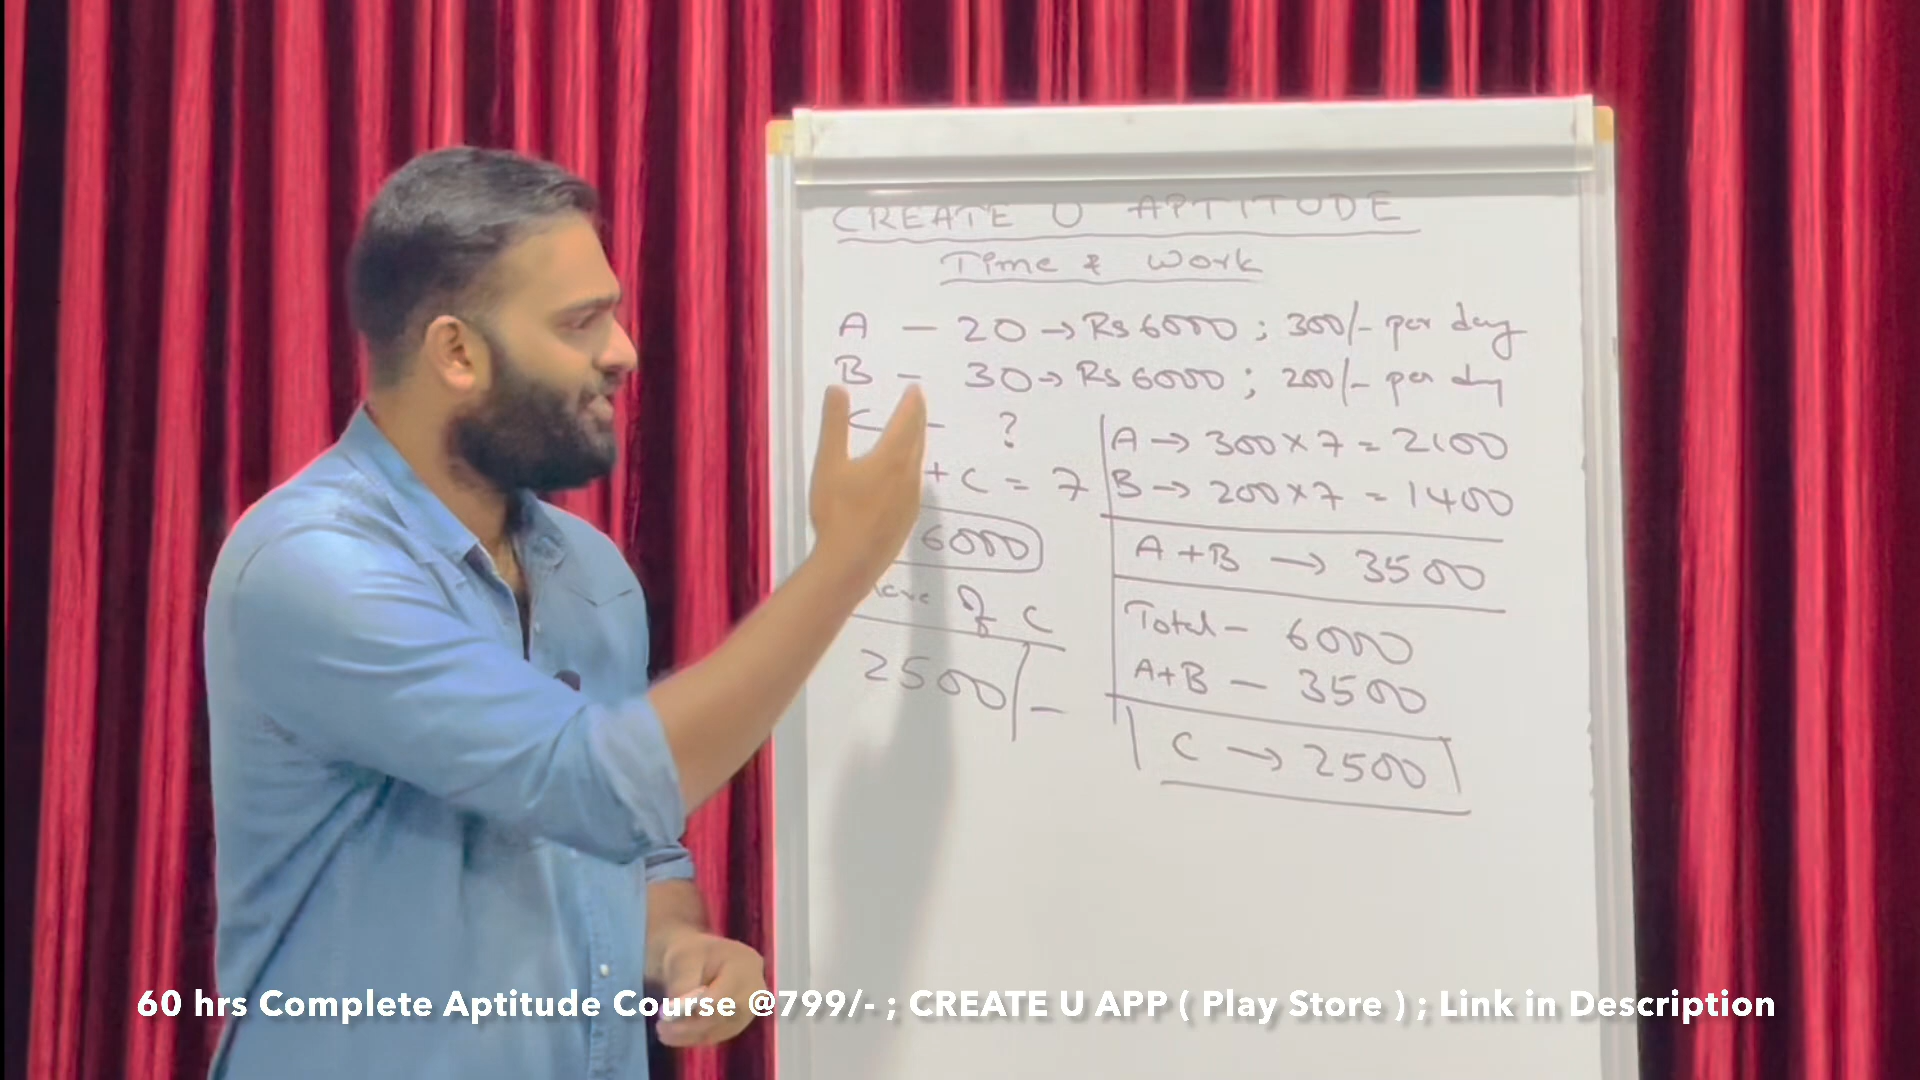 CREATE U APTITUDE
Time & Work
A - 20 → Rs 6000 ; 300/- per day
B - 30 → Rs 6000 ; 200/- per day
C - ?
+ C = 7
6000
of C
2500/-
A → 300 × 7 = 2100
B → 200 × 7 = 1400
A + B → 3500
Total - 6000
A+B - 3500
C → 2500
60 hrs Complete Aptitude Course @799/- ; CREATE U APP ( Play Store ) ; Link in Description